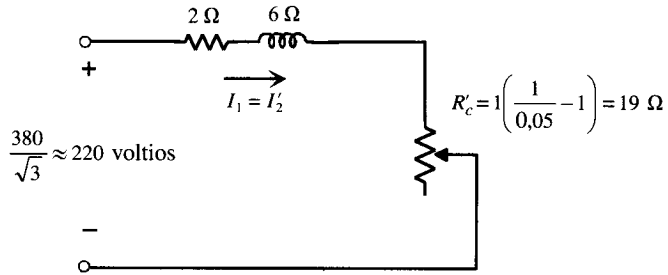 2 Ω 6 Ω
+
I₁ = I′₂
R′c = 1(1/0,05 − 1) = 19 Ω
380/√3 ≈ 220 voltios
−